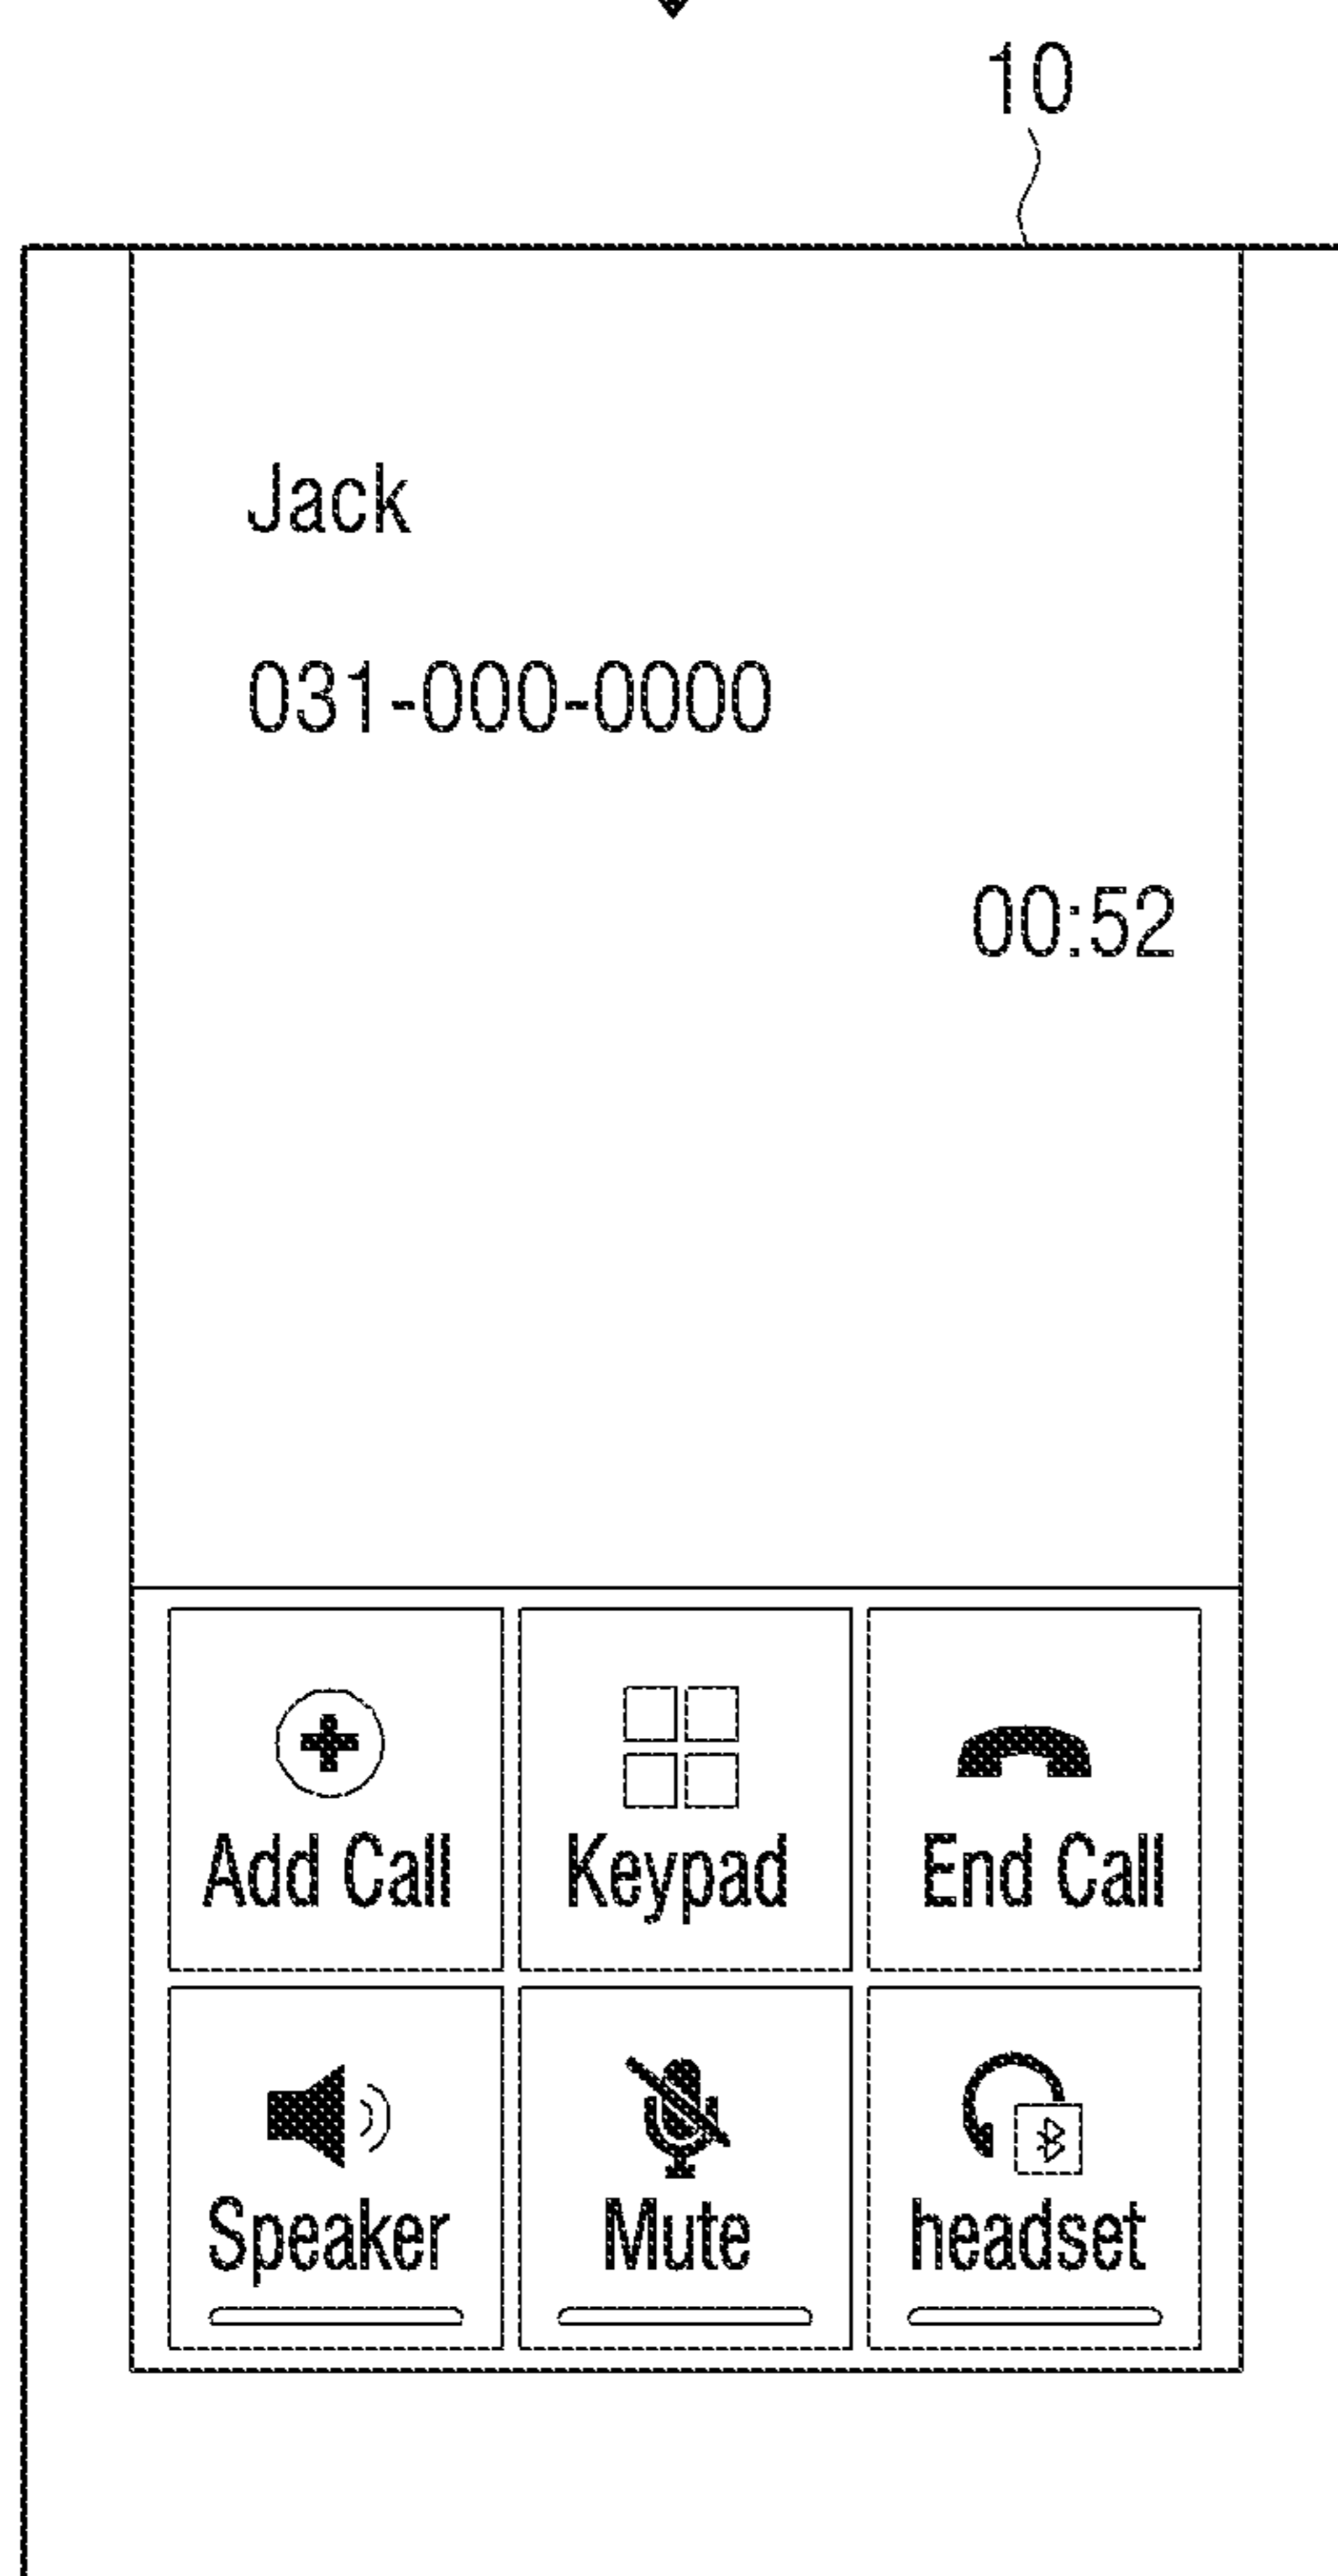 10
Jack
031-000-0000
00:52
Add Call Keypad End Call
Speaker Mute headset